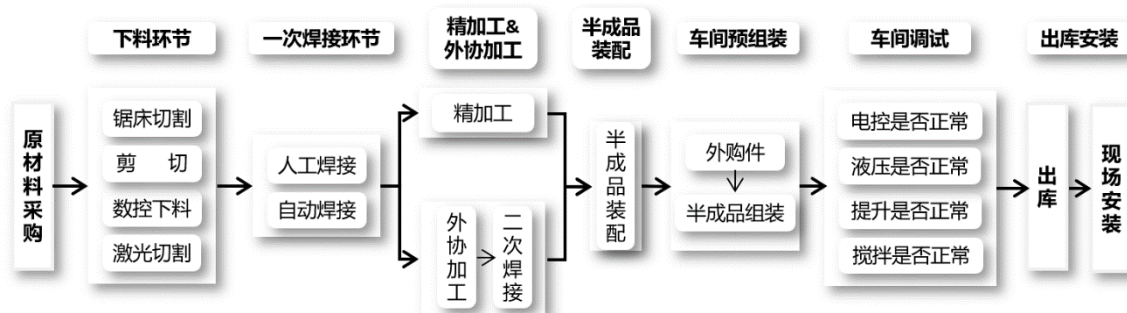 下料环节
一次焊接环节
精加工&
外协加工
半成品
装配
车间预组装
车间调试
出库安装
原材料采购
锯床切割
剪 切
数控下料
激光切割
人工焊接
自动焊接
精加工
外协加工
二次焊接
半成品装配
外购件
半成品组装
电控是否正常
液压是否正常
提升是否正常
搅拌是否正常
出库
现场安装